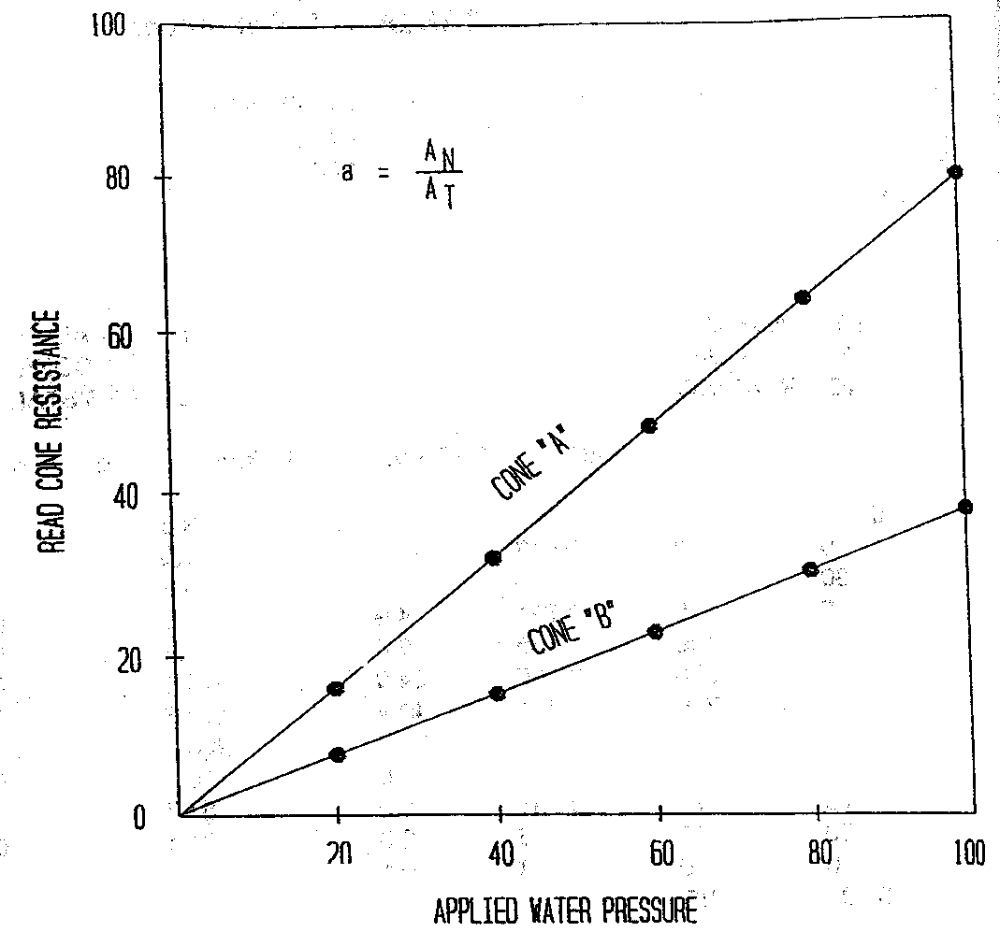 100
80
60
40
20
0
READ CONE RESISTANCE
a = A_N / A_T
CONE "A"
CONE "B"
20 40 60 80 100
APPLIED WATER PRESSURE